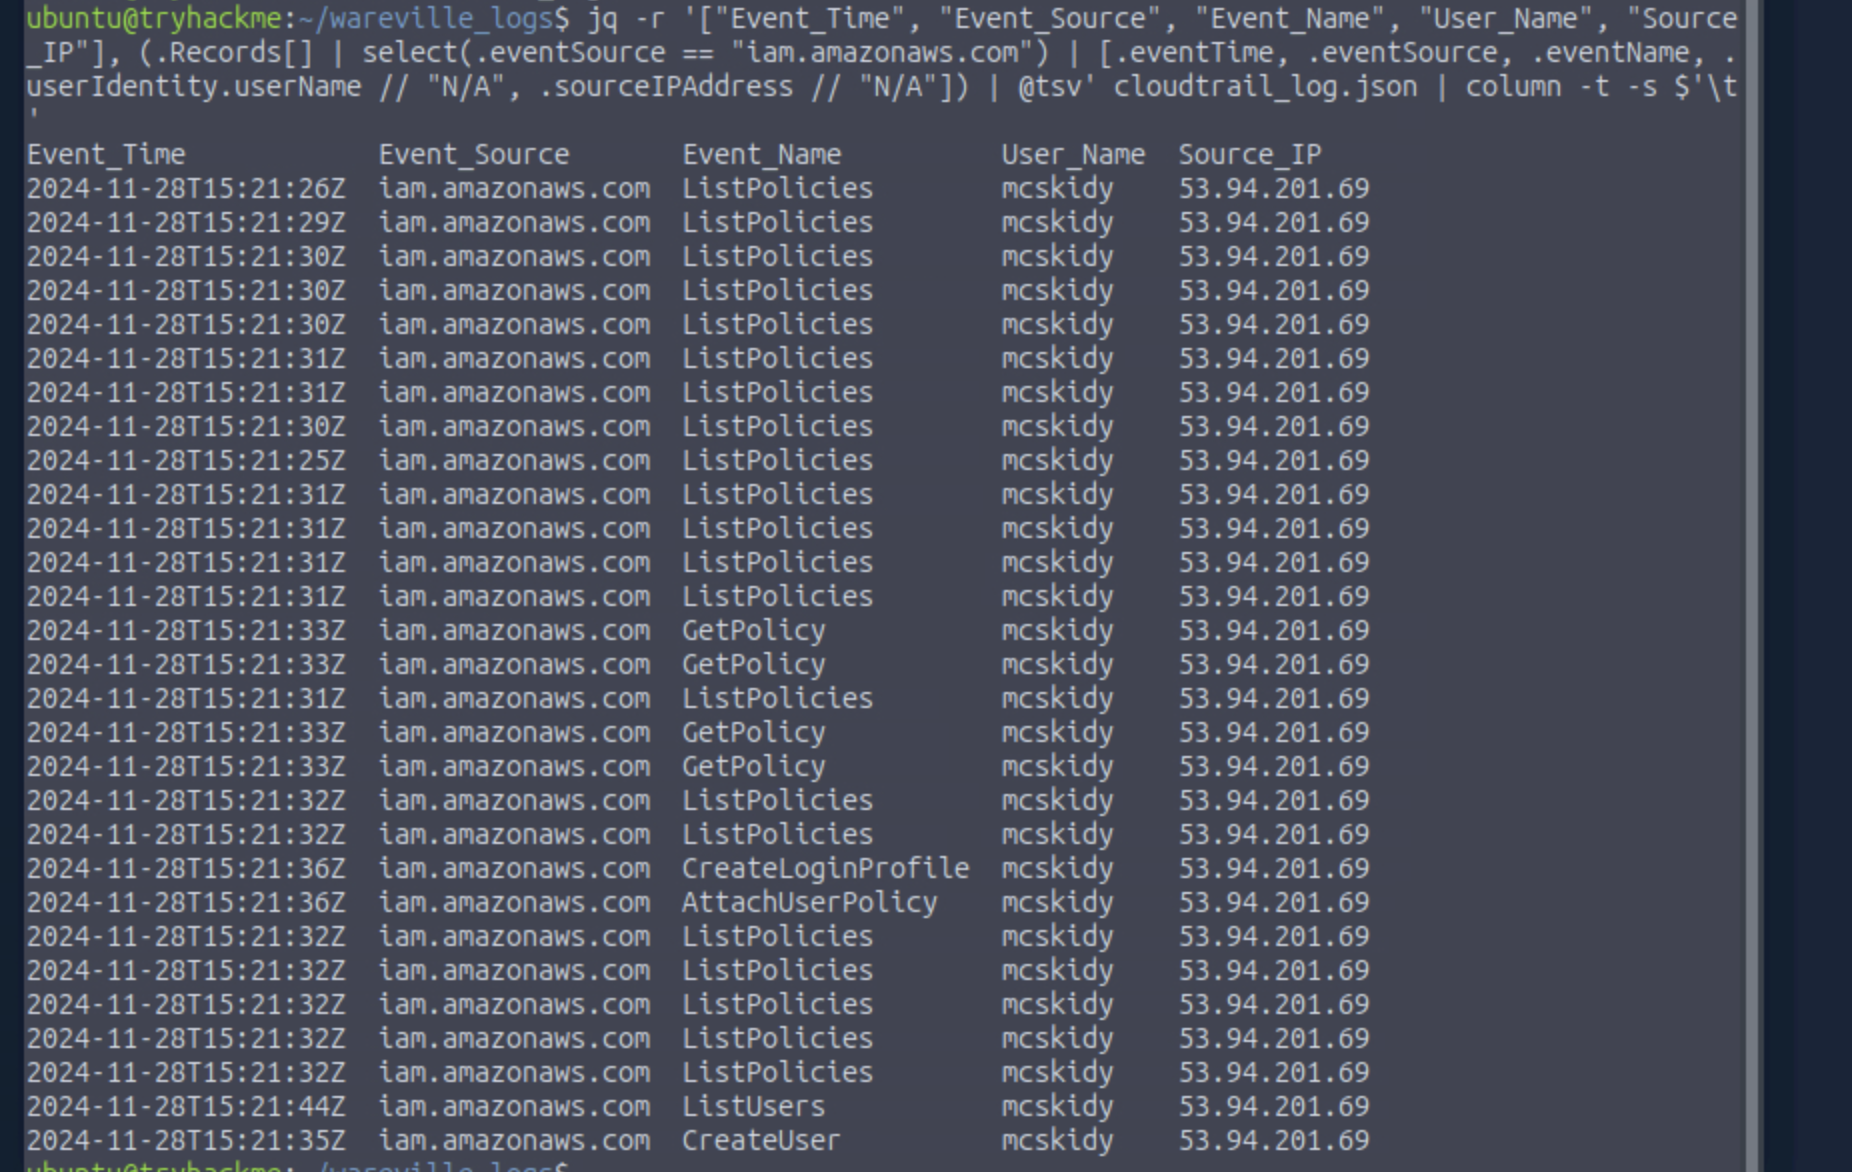 ubuntu@tryhackme:~/wareville_logs$ jq -r '["Event_Time", "Event_Source", "Event_Name", "User_Name", "Source
_IP"], (.Records[] | select(.eventSource == "iam.amazonaws.com") | [.eventTime, .eventSource, .eventName, .
userIdentity.userName // "N/A", .sourceIPAddress // "N/A"]) | @tsv' cloudtrail_log.json | column -t -s $'\t
'
Event_Time Event_Source Event_Name User_Name Source_IP
2024-11-28T15:21:26Z iam.amazonaws.com ListPolicies mcskidy 53.94.201.69
2024-11-28T15:21:29Z iam.amazonaws.com ListPolicies mcskidy 53.94.201.69
2024-11-28T15:21:30Z iam.amazonaws.com ListPolicies mcskidy 53.94.201.69
2024-11-28T15:21:30Z iam.amazonaws.com ListPolicies mcskidy 53.94.201.69
2024-11-28T15:21:30Z iam.amazonaws.com ListPolicies mcskidy 53.94.201.69
2024-11-28T15:21:31Z iam.amazonaws.com ListPolicies mcskidy 53.94.201.69
2024-11-28T15:21:31Z iam.amazonaws.com ListPolicies mcskidy 53.94.201.69
2024-11-28T15:21:30Z iam.amazonaws.com ListPolicies mcskidy 53.94.201.69
2024-11-28T15:21:25Z iam.amazonaws.com ListPolicies mcskidy 53.94.201.69
2024-11-28T15:21:31Z iam.amazonaws.com ListPolicies mcskidy 53.94.201.69
2024-11-28T15:21:31Z iam.amazonaws.com ListPolicies mcskidy 53.94.201.69
2024-11-28T15:21:31Z iam.amazonaws.com ListPolicies mcskidy 53.94.201.69
2024-11-28T15:21:31Z iam.amazonaws.com ListPolicies mcskidy 53.94.201.69
2024-11-28T15:21:33Z iam.amazonaws.com GetPolicy mcskidy 53.94.201.69
2024-11-28T15:21:33Z iam.amazonaws.com GetPolicy mcskidy 53.94.201.69
2024-11-28T15:21:31Z iam.amazonaws.com ListPolicies mcskidy 53.94.201.69
2024-11-28T15:21:33Z iam.amazonaws.com GetPolicy mcskidy 53.94.201.69
2024-11-28T15:21:33Z iam.amazonaws.com GetPolicy mcskidy 53.94.201.69
2024-11-28T15:21:32Z iam.amazonaws.com ListPolicies mcskidy 53.94.201.69
2024-11-28T15:21:32Z iam.amazonaws.com ListPolicies mcskidy 53.94.201.69
2024-11-28T15:21:36Z iam.amazonaws.com CreateLoginProfile mcskidy 53.94.201.69
2024-11-28T15:21:36Z iam.amazonaws.com AttachUserPolicy mcskidy 53.94.201.69
2024-11-28T15:21:32Z iam.amazonaws.com ListPolicies mcskidy 53.94.201.69
2024-11-28T15:21:32Z iam.amazonaws.com ListPolicies mcskidy 53.94.201.69
2024-11-28T15:21:32Z iam.amazonaws.com ListPolicies mcskidy 53.94.201.69
2024-11-28T15:21:32Z iam.amazonaws.com ListPolicies mcskidy 53.94.201.69
2024-11-28T15:21:32Z iam.amazonaws.com ListPolicies mcskidy 53.94.201.69
2024-11-28T15:21:44Z iam.amazonaws.com ListUsers mcskidy 53.94.201.69
2024-11-28T15:21:35Z iam.amazonaws.com CreateUser mcskidy 53.94.201.69
ubuntu@tryhackme:~/wareville_logs$